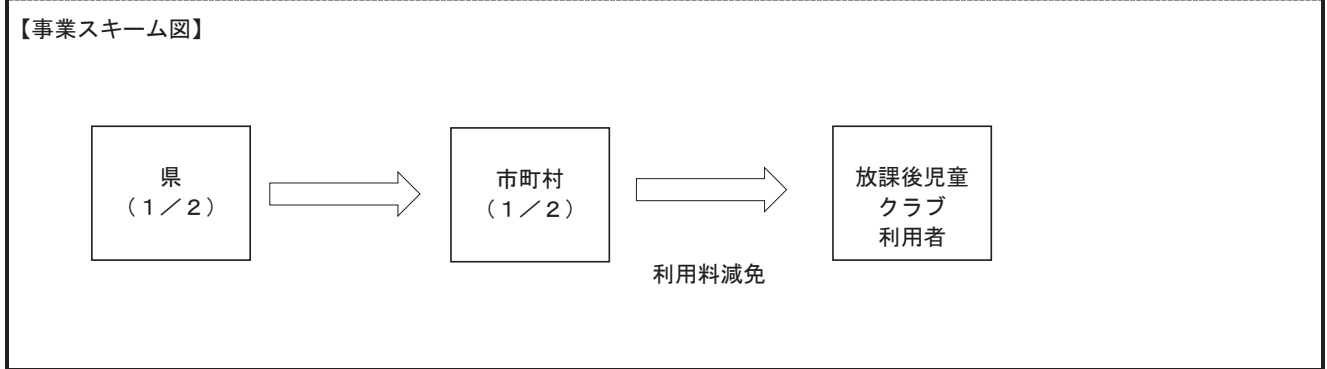 【事業スキーム図】
県
（１／２）
市町村
（１／２）
利用料減免
放課後児童
クラブ
利用者